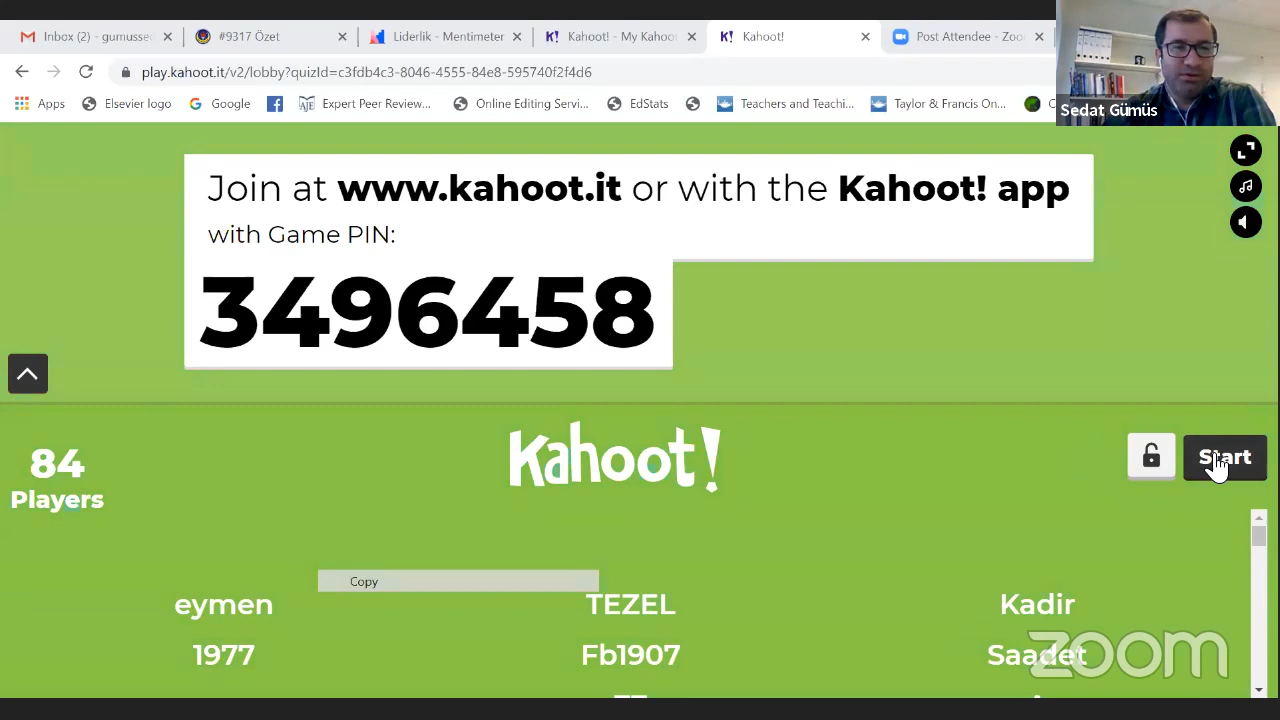 Inbox (2) - gumussec
#9317 Özet
Liderlik - Mentimeter
Kahoot! - My Kahoo
Kahoot!
Post Attendee - Zoo
play.kahoot.it/v2/lobby?quizId=c3fdb4c3-8046-4555-84e8-595740f2f4d6
Apps
Elsevier logo
Google
Expert Peer Review...
Online Editing Servi...
EdStats
Teachers and Teachi...
Taylor & Francis On...
Sedat Gümüs
Join at www.kahoot.it or with the Kahoot! app
with Game PIN:
3496458
84
Players
Kahoot!
Start
Copy
eymen
TEZEL
Kadir
1977
Fb1907
Saadet
zoom